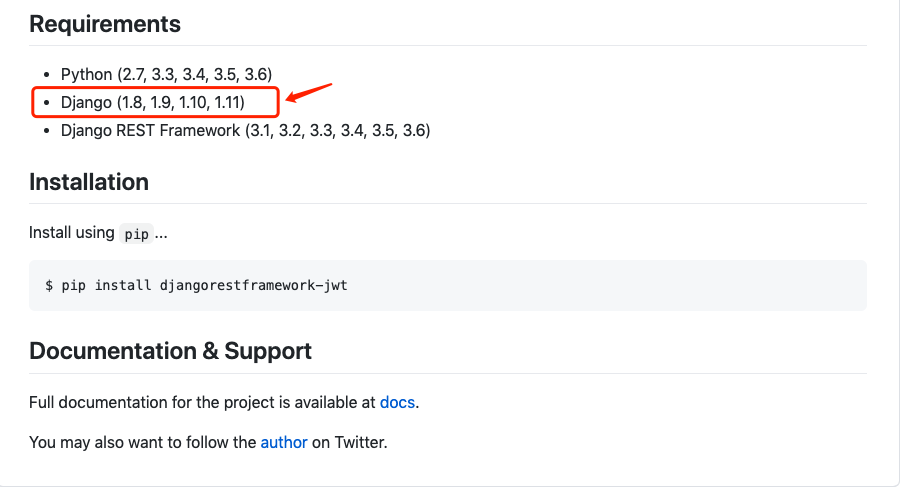 Requirements
• Python (2.7, 3.3, 3.4, 3.5, 3.6)
• Django (1.8, 1.9, 1.10, 1.11)
• Django REST Framework (3.1, 3.2, 3.3, 3.4, 3.5, 3.6)
Installation
Install using pip ...
$ pip install djangorestframework-jwt
Documentation & Support
Full documentation for the project is available at docs.
You may also want to follow the author on Twitter.